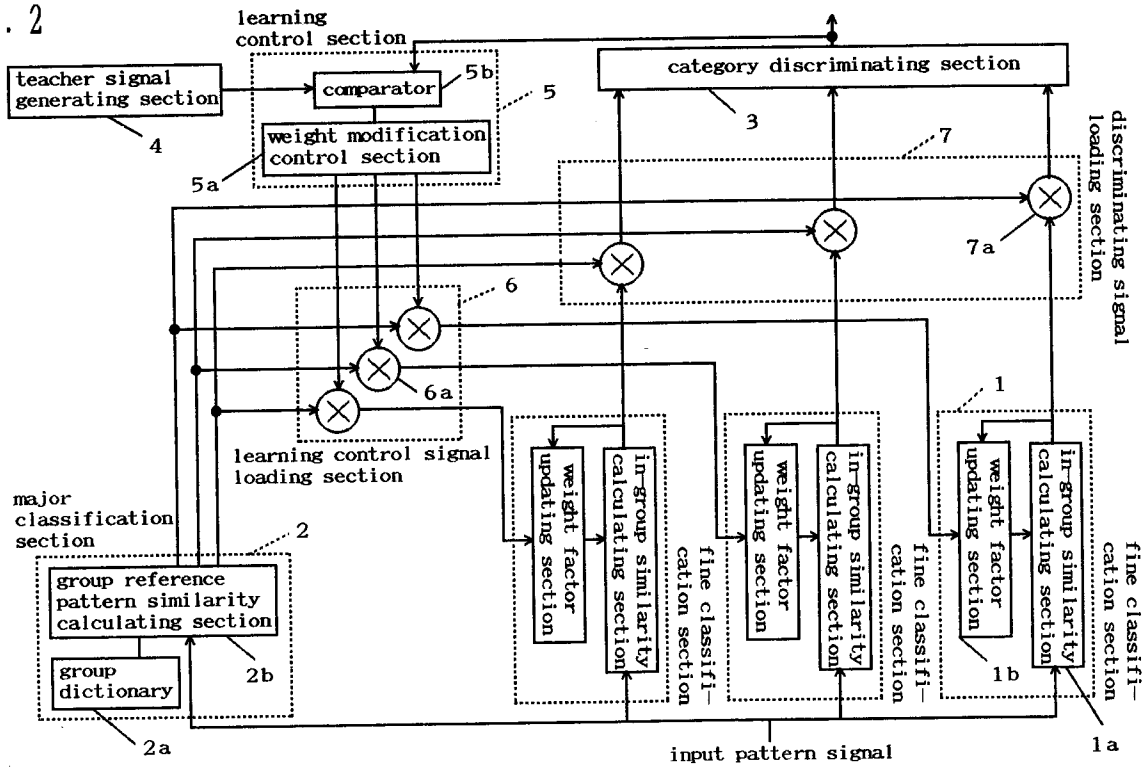 . 2
learning
control section
teacher signal
generating section
4
comparator
5b
5
weight modification
control section
5a
category discriminating section
3
7
discriminating signal
loading section
7a
6
6a
learning control signal
loading section
major
classification
section
2
group reference
pattern similarity
calculating section
2b
group
dictionary
2a
weight factor
updating section
in-group similarity
calculating section
fine classifi-
cation section
weight factor
updating section
in-group similarity
calculating section
fine classifi-
cation section
1
weight factor
updating section
1b
in-group similarity
calculating section
1a
fine classifi-
cation section
input pattern signal